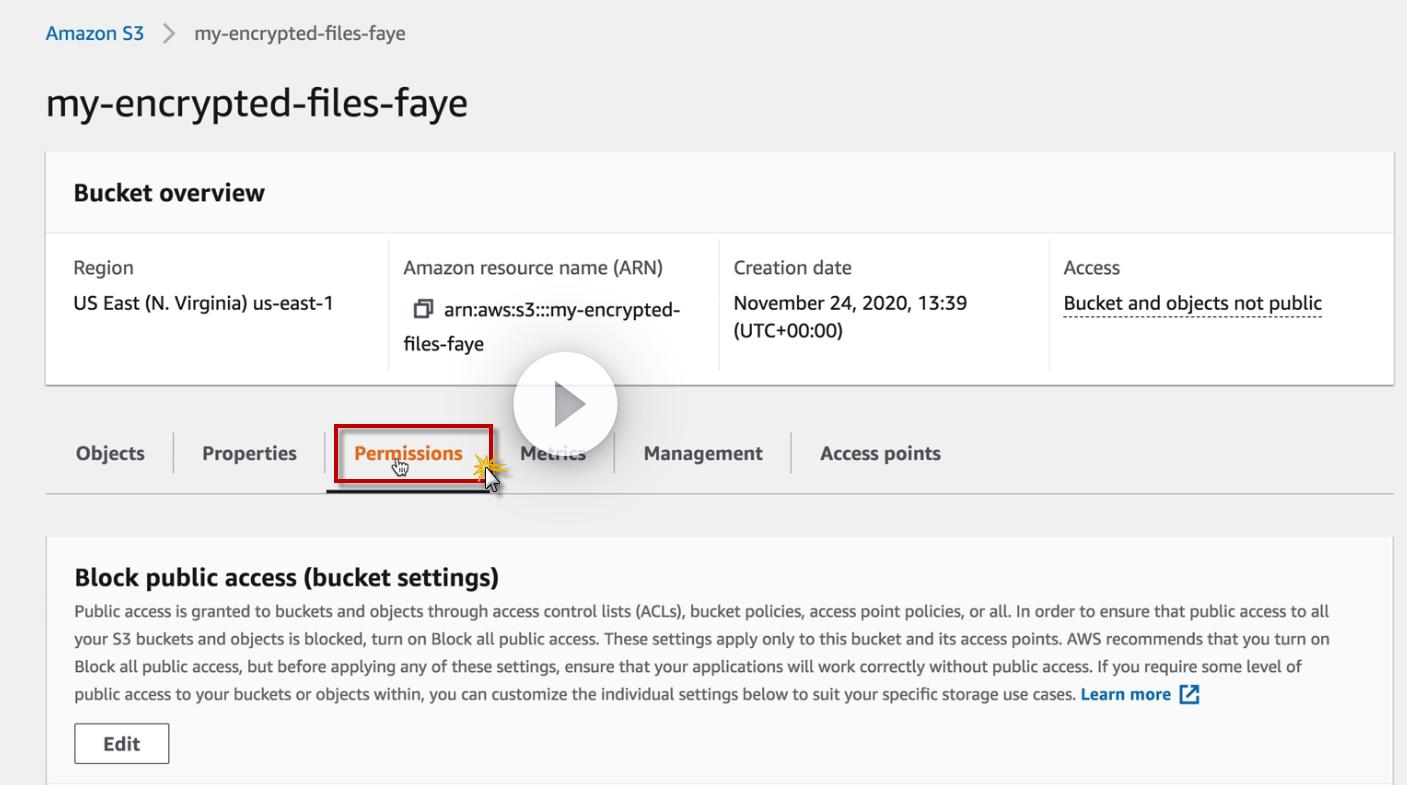 Amazon S3 > my-encrypted-files-faye
my-encrypted-files-faye
Bucket overview
Region
US East (N. Virginia) us-east-1
Amazon resource name (ARN)
arn:aws:s3:::my-encrypted-
files-faye
Creation date
November 24, 2020, 13:39
(UTC+00:00)
Access
Bucket and objects not public
Objects Properties Permissions Metrics Management Access points
Block public access (bucket settings)
Public access is granted to buckets and objects through access control lists (ACLs), bucket policies, access point policies, or all. In order to ensure that public access to all
your S3 buckets and objects is blocked, turn on Block all public access. These settings apply only to this bucket and its access points. AWS recommends that you turn on
Block all public access, but before applying any of these settings, ensure that your applications will work correctly without public access. If you require some level of
public access to your buckets or objects within, you can customize the individual settings below to suit your specific storage use cases. Learn more
Edit